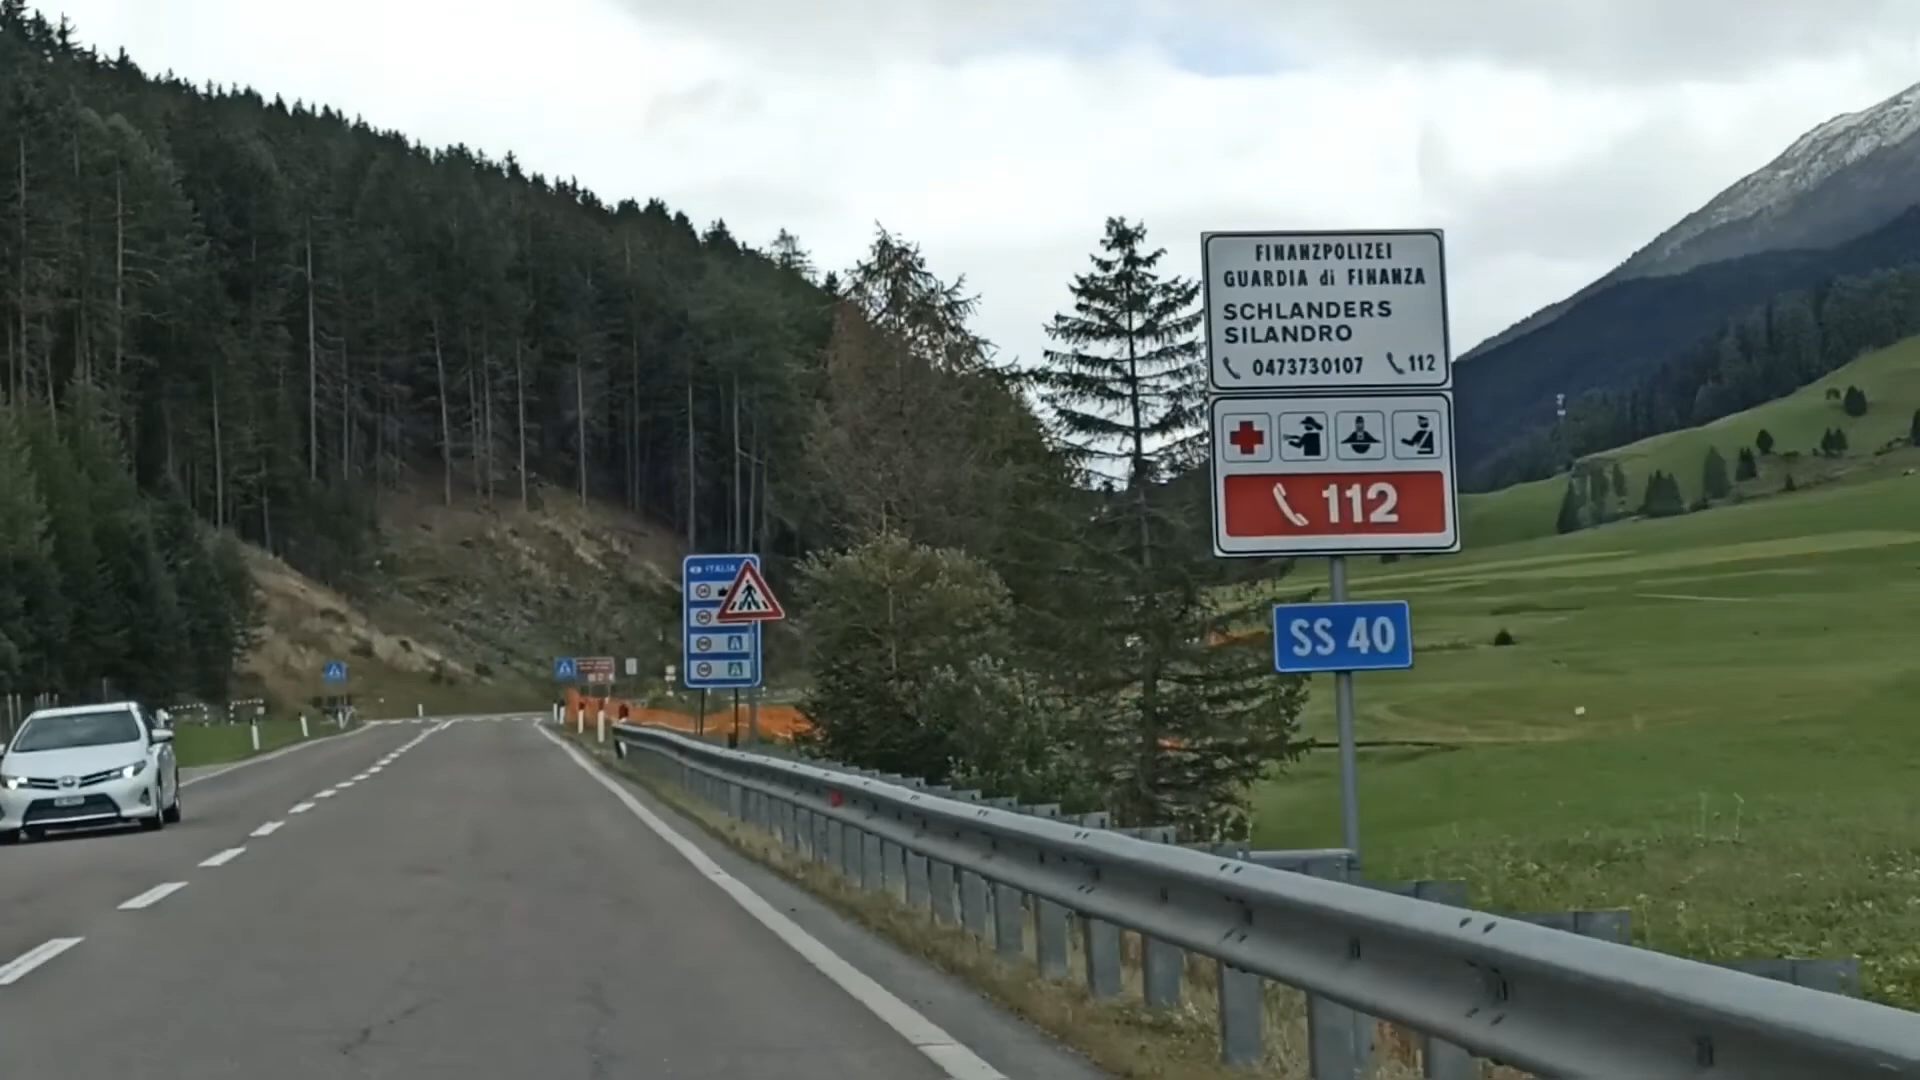 FINANZPOLIZEI
GUARDIA di FINANZA
SCHLANDERS
SILANDRO
0473730107 112
112
SS 40
ITALIA